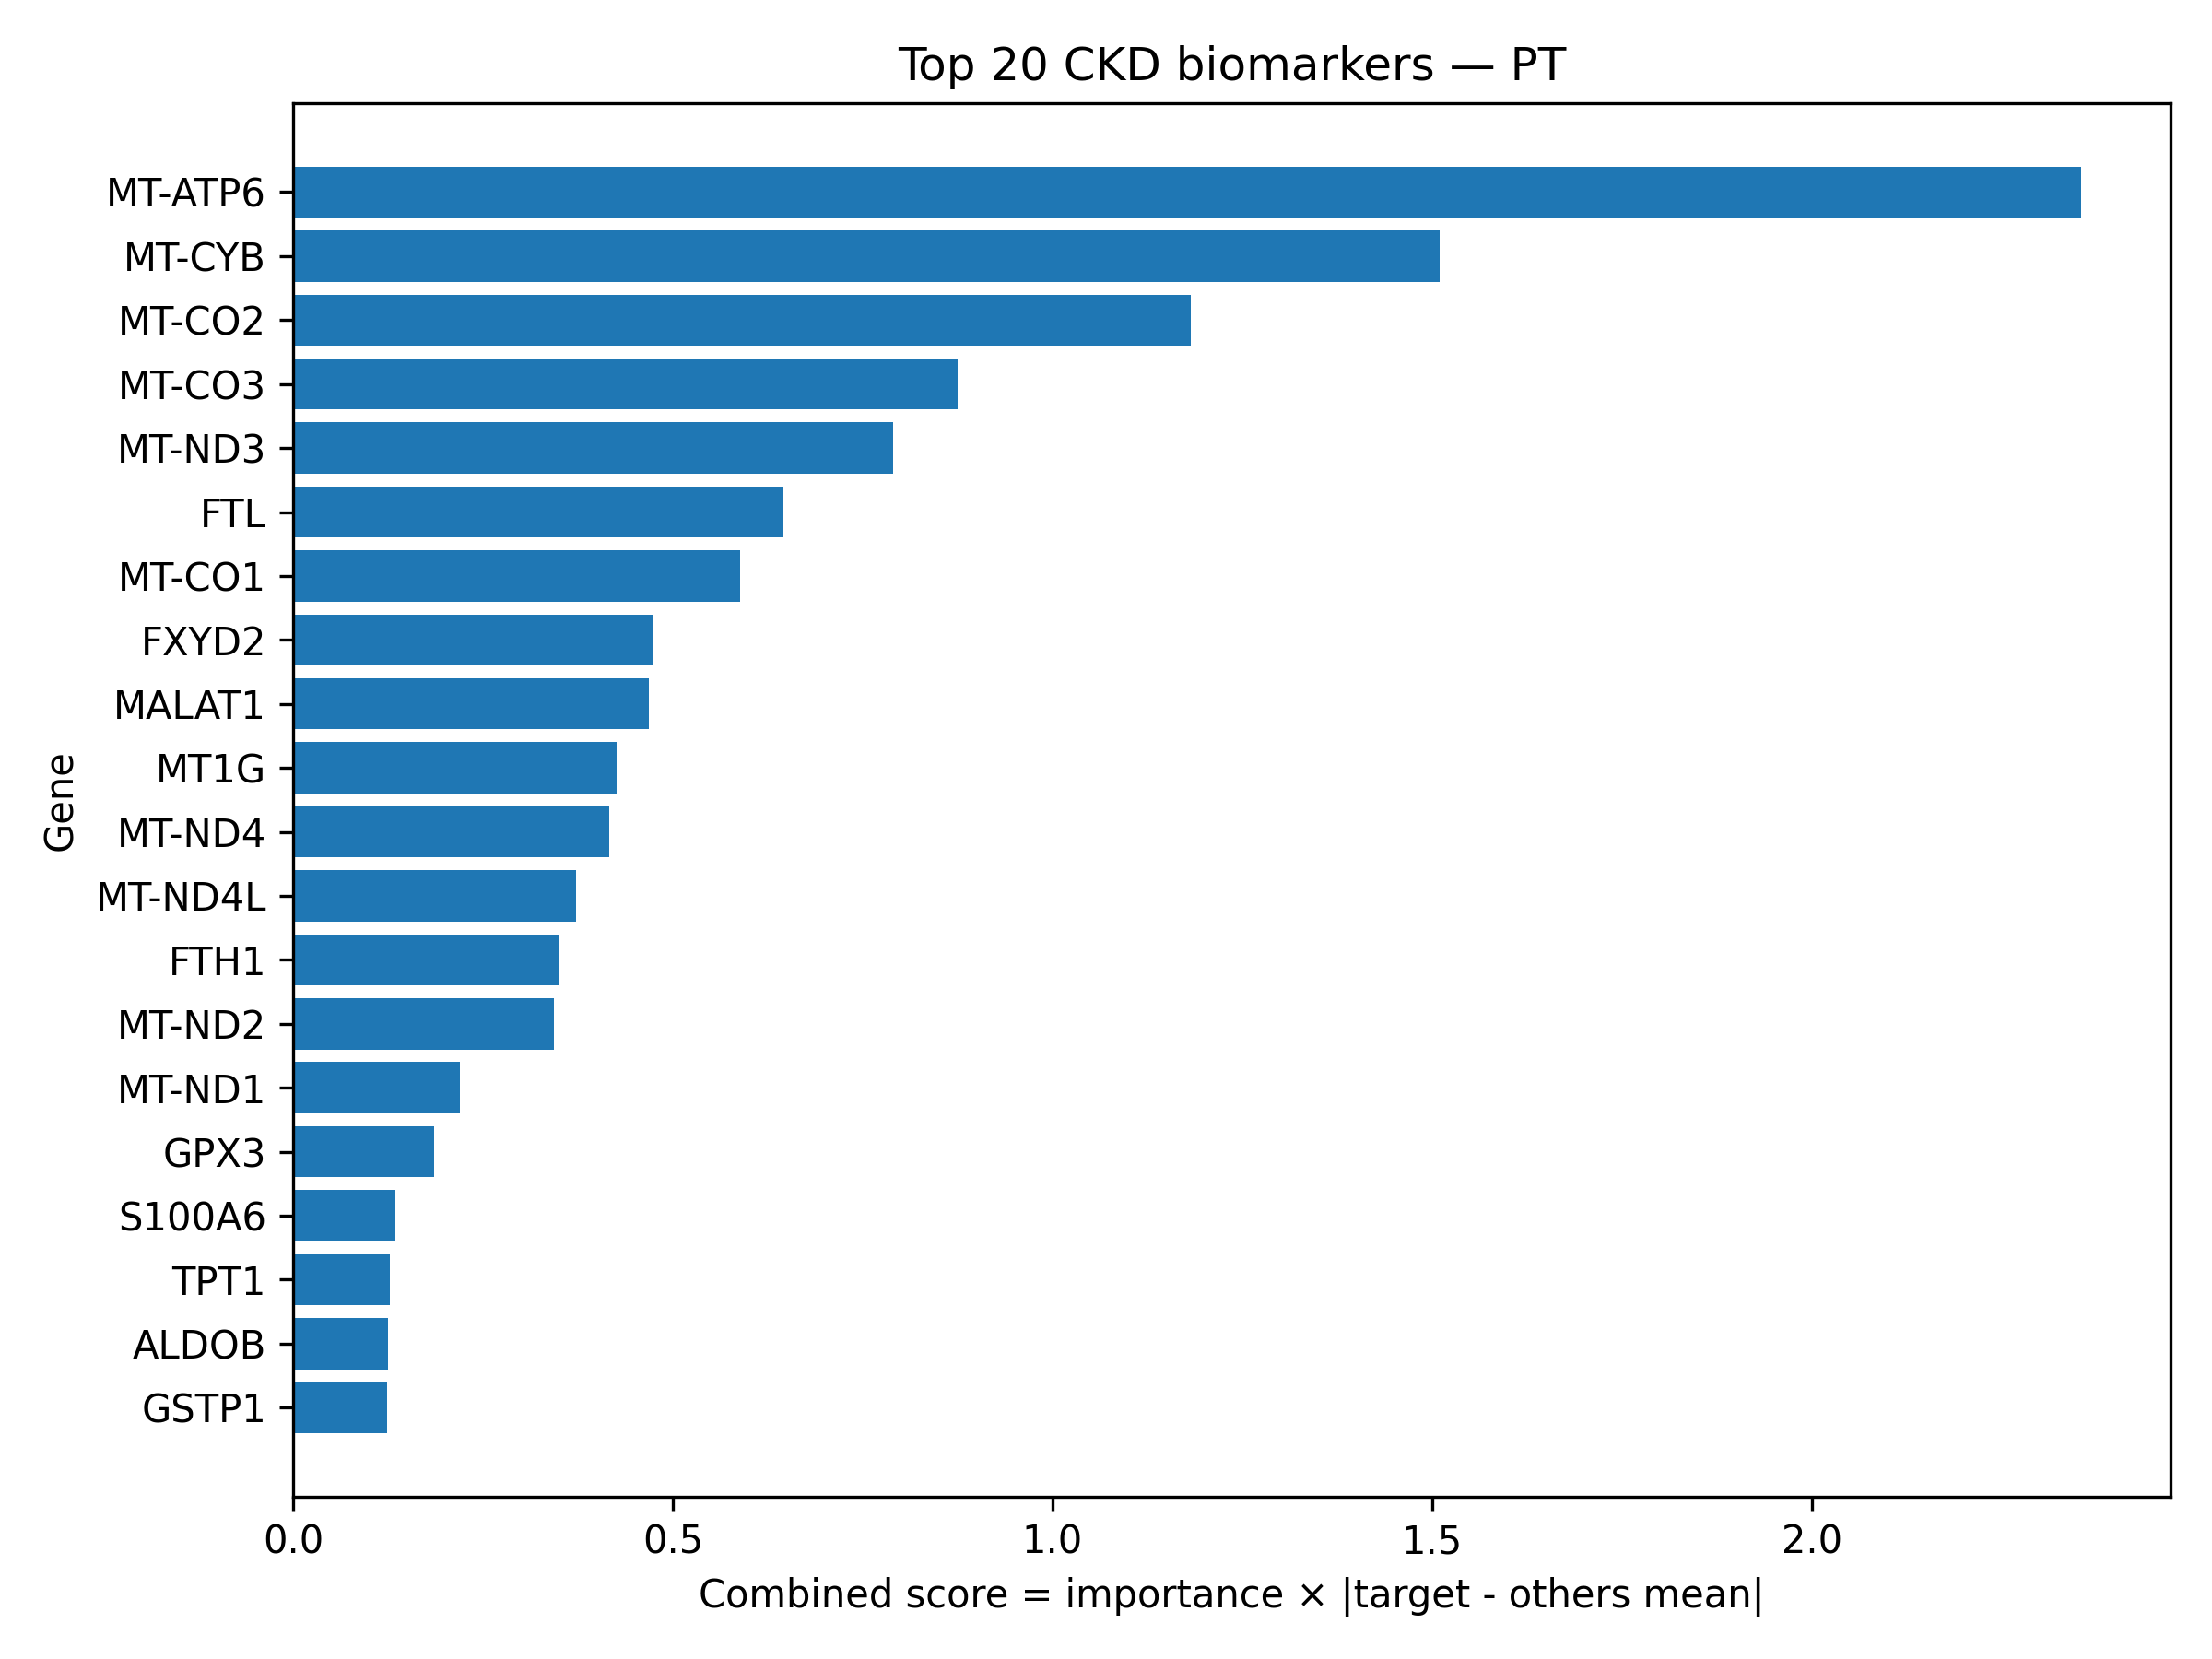 Top 20 CKD biomarkers — PT
Gene
MT-ATP6
MT-CYB
MT-CO2
MT-CO3
MT-ND3
FTL
MT-CO1
FXYD2
MALAT1
MT1G
MT-ND4
MT-ND4L
FTH1
MT-ND2
MT-ND1
GPX3
S100A6
TPT1
ALDOB
GSTP1
0.0 0.5 1.0 1.5 2.0
Combined score = importance × |target - others mean|